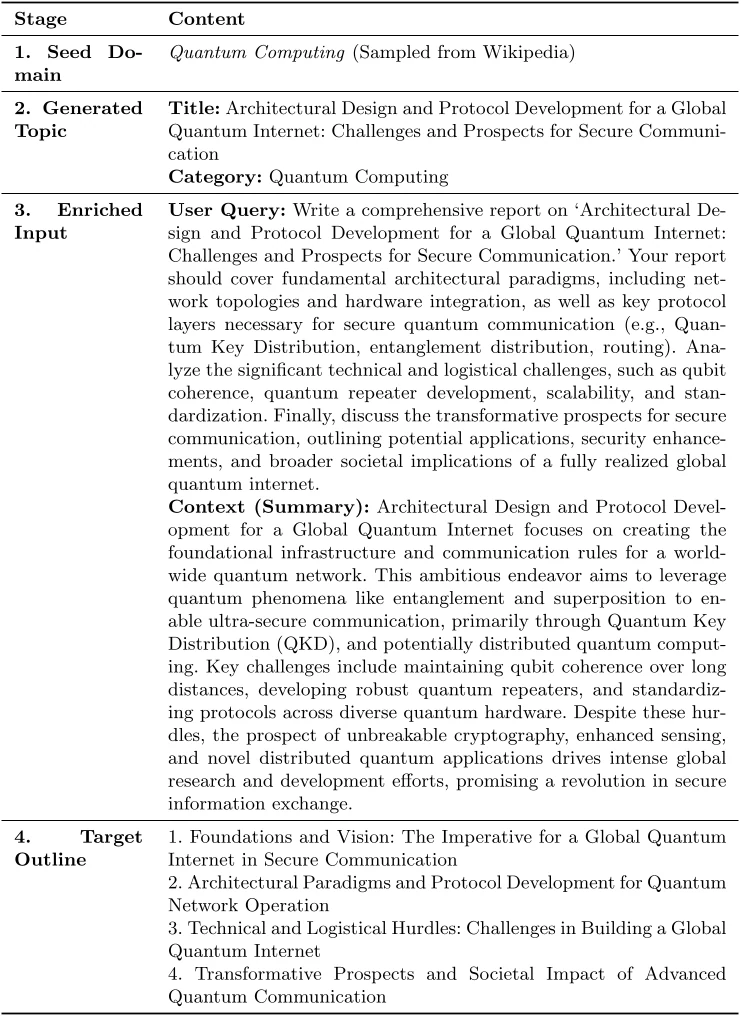 Stage Content
1. Seed Do-
main
Quantum Computing (Sampled from Wikipedia)
2. Generated
Topic
Title: Architectural Design and Protocol Development for a Global
Quantum Internet: Challenges and Prospects for Secure Communi-
cation
Category: Quantum Computing
3. Enriched
Input
User Query: Write a comprehensive report on ‘Architectural De-
sign and Protocol Development for a Global Quantum Internet:
Challenges and Prospects for Secure Communication.’ Your report
should cover fundamental architectural paradigms, including net-
work topologies and hardware integration, as well as key protocol
layers necessary for secure quantum communication (e.g., Quan-
tum Key Distribution, entanglement distribution, routing). Ana-
lyze the significant technical and logistical challenges, such as qubit
coherence, quantum repeater development, scalability, and stan-
dardization. Finally, discuss the transformative prospects for secure
communication, outlining potential applications, security enhance-
ments, and broader societal implications of a fully realized global
quantum internet.
Context (Summary): Architectural Design and Protocol Devel-
opment for a Global Quantum Internet focuses on creating the
foundational infrastructure and communication rules for a world-
wide quantum network. This ambitious endeavor aims to leverage
quantum phenomena like entanglement and superposition to en-
able ultra-secure communication, primarily through Quantum Key
Distribution (QKD), and potentially distributed quantum comput-
ing. Key challenges include maintaining qubit coherence over long
distances, developing robust quantum repeaters, and standardiz-
ing protocols across diverse quantum hardware. Despite these hur-
dles, the prospect of unbreakable cryptography, enhanced sensing,
and novel distributed quantum applications drives intense global
research and development efforts, promising a revolution in secure
information exchange.
4. Target
Outline
1. Foundations and Vision: The Imperative for a Global Quantum
Internet in Secure Communication
2. Architectural Paradigms and Protocol Development for Quantum
Network Operation
3. Technical and Logistical Hurdles: Challenges in Building a Global
Quantum Internet
4. Transformative Prospects and Societal Impact of Advanced
Quantum Communication